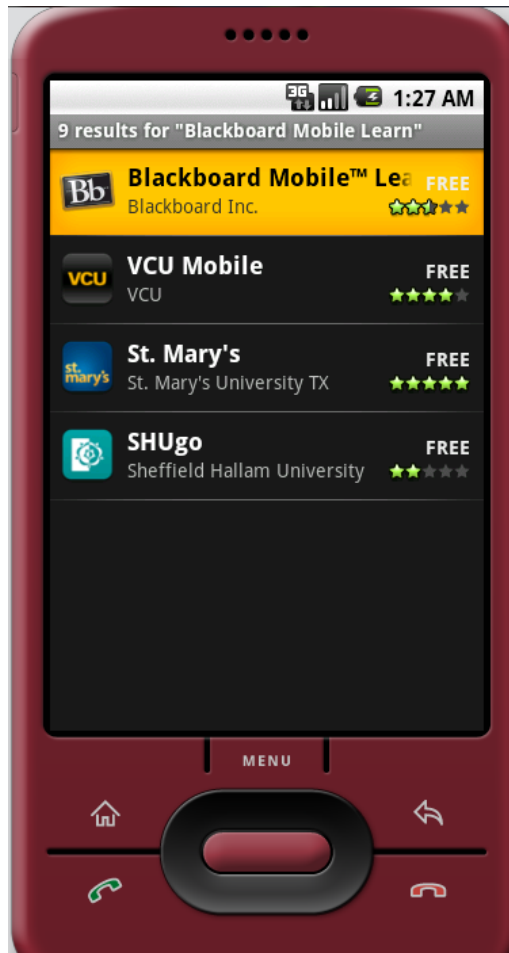 3G
1:27 AM
9 results for "Blackboard Mobile Learn"
Bb
Blackboard Mobile™ Lea
FREE
Blackboard Inc.
VCU
VCU Mobile
FREE
VCU
st.
mary's
St. Mary's
FREE
St. Mary's University TX
SHUgo
FREE
Sheffield Hallam University
MENU